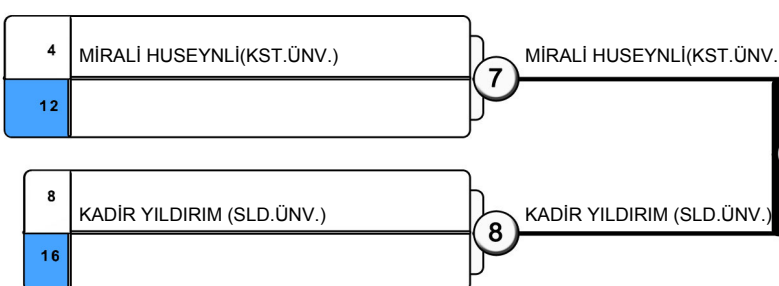 4 MİRALİ HUSEYNLİ(KST.ÜNV.)
12
7 MİRALİ HUSEYNLİ(KST.ÜNV.
8 KADİR YILDIRIM (SLD.ÜNV.)
16
8 KADİR YILDIRIM (SLD.ÜNV.)